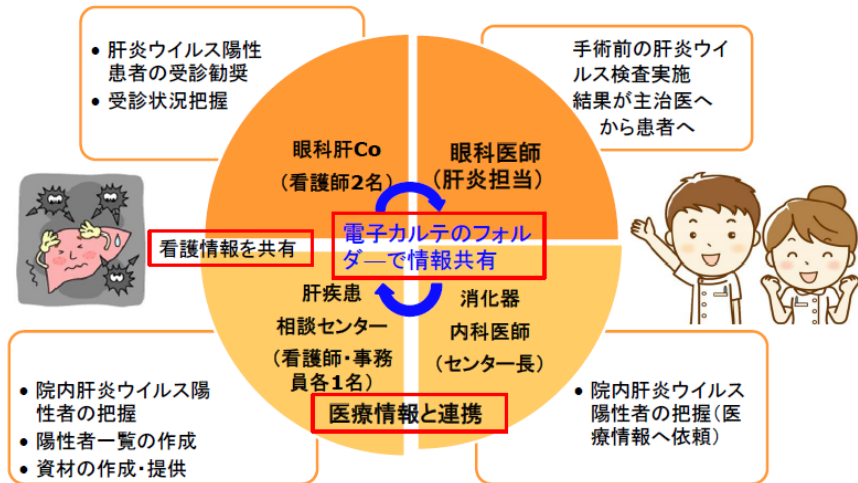 • 肝炎ウイルス陽性
患者の受診勧奨
• 受診状況把握
手術前の肝炎ウイ
ルス検査実施
結果が主治医へ
から患者へ
眼科肝Co
(看護師2名)
眼科医師
(肝炎担当)
看護情報を共有
電子カルテのフォル
ダ―で情報共有
肝疾患
相談センター
(看護師・事務
員各1名)
消化器
内科医師
(センター長)
医療情報と連携
• 院内肝炎ウイルス陽
性者の把握
• 陽性者一覧の作成
• 資材の作成・提供
• 院内肝炎ウイルス
陽性者の把握(医
療情報へ依頼)